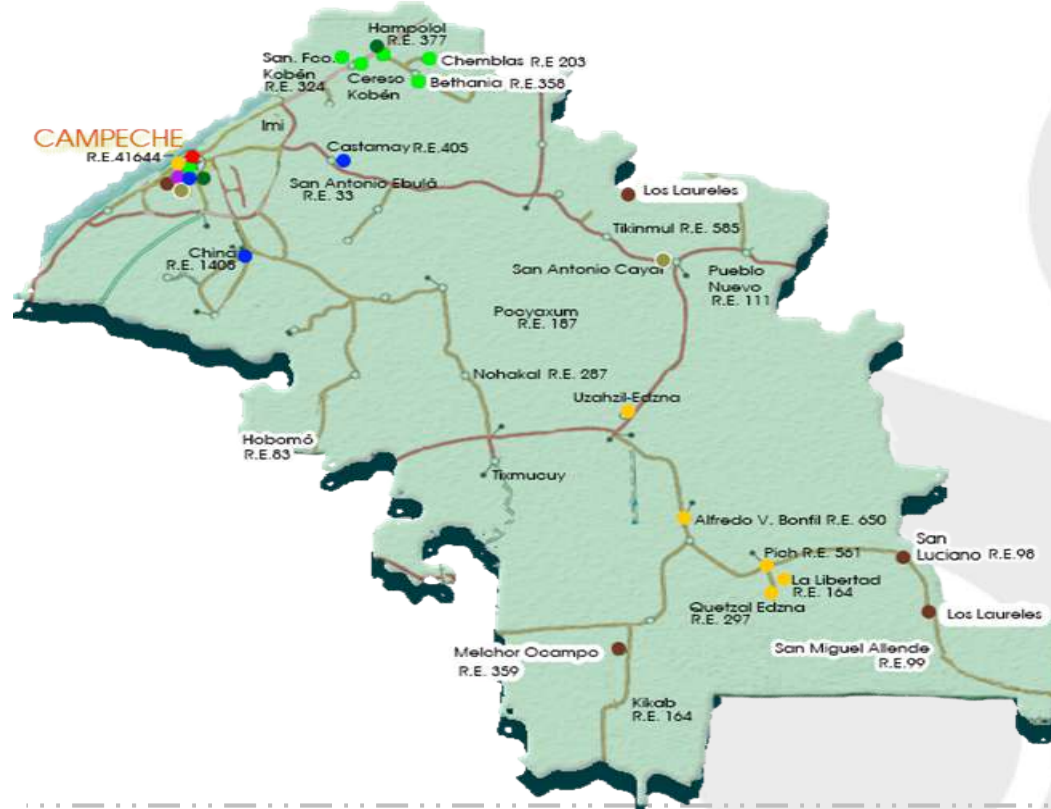 Hampolol
R.E. 377
San. Fco.
Kobén
R.E. 324
Cereso
Kobén
Chemblas R.E 203
Bethania R.E.358
Imi
CAMPECHE
R.E.41644
Castamay R.E.405
San Antonio Ebulá
R.E. 33
Los Laureles
Tikinmul R.E. 585
China
R.E. 1408
San Antonio Cayal
Pueblo
Nuevo
R.E. 111
Pocyaxum
R.E. 187
Nohakal R.E. 287
Uzahzil-Edzna
Hobomó
R.E.83
Tixmucuy
Alfredo V. Bonfil R.E. 650
San
Luciano R.E.98
Pich R.E. 561
La Libertad
R.E. 164
Quetzal Edzna
R.E. 297
Los Laureles
Melchor Ocampo
R.E. 359
San Miguel Allende
R.E.99
Kikab
R.E. 164